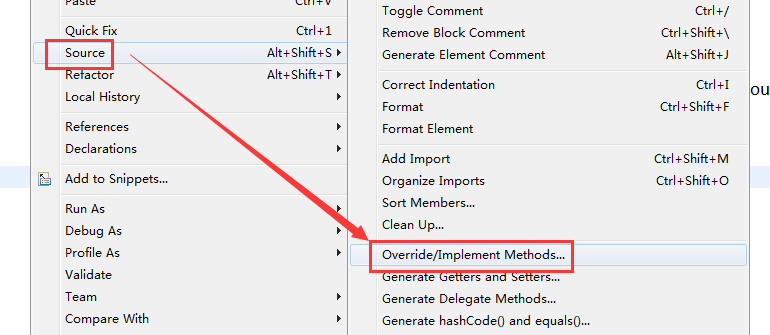 Paste Ctrl+V
Quick Fix Ctrl+1
Source Alt+Shift+S
Refactor Alt+Shift+T
Local History
References
Declarations
Add to Snippets...
Run As
Debug As
Profile As
Validate
Team
Compare With
Toggle Comment Ctrl+/
Remove Block Comment Ctrl+Shift+\
Generate Element Comment Alt+Shift+J
Correct Indentation Ctrl+I
Format Ctrl+Shift+F
Format Element
Add Import Ctrl+Shift+M
Organize Imports Ctrl+Shift+O
Sort Members...
Clean Up...
Override/Implement Methods...
Generate Getters and Setters...
Generate Delegate Methods...
Generate hashCode() and equals()...
ou